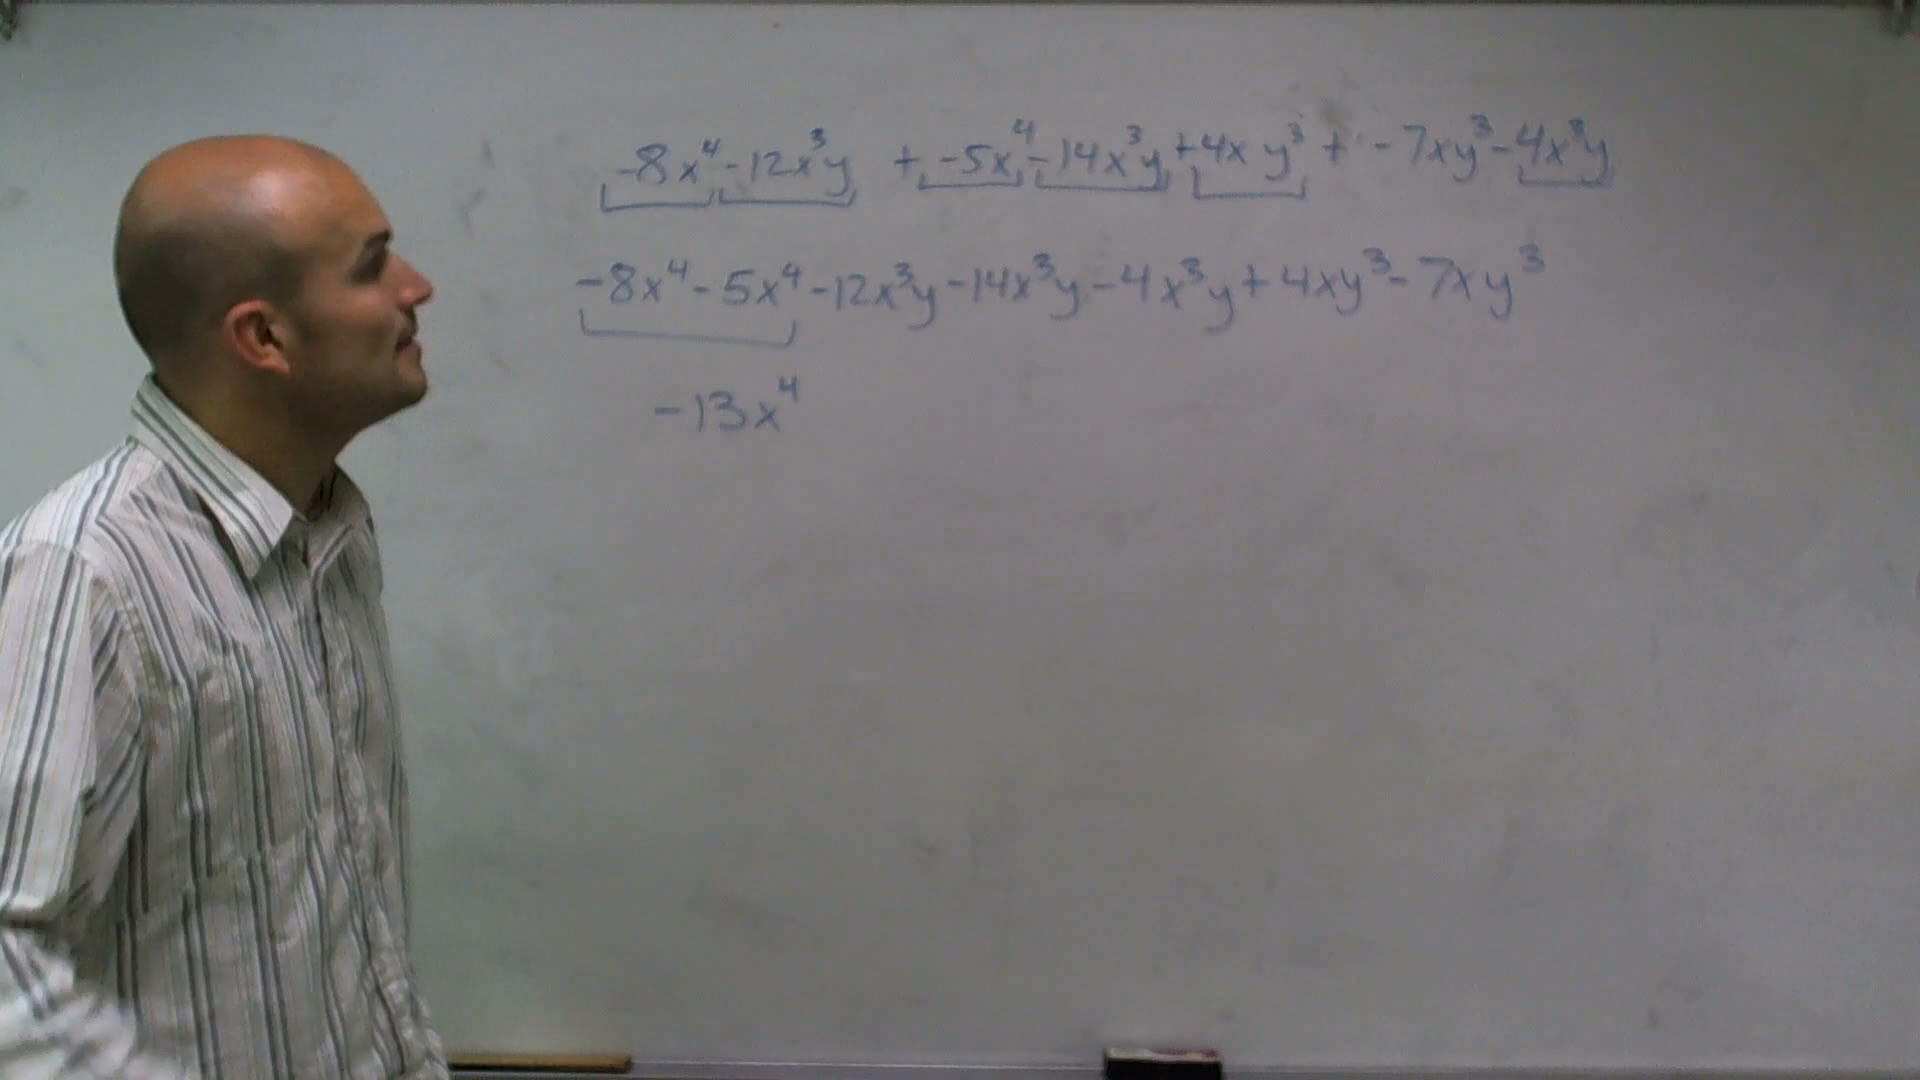 -8x⁴ -12x³y + -5x⁴ -14x³y +4xy³ + -7xy³ -4x³y
-8x⁴ - 5x⁴ -12x³y -14x³y -4x³y + 4xy³ - 7xy³
-13x⁴